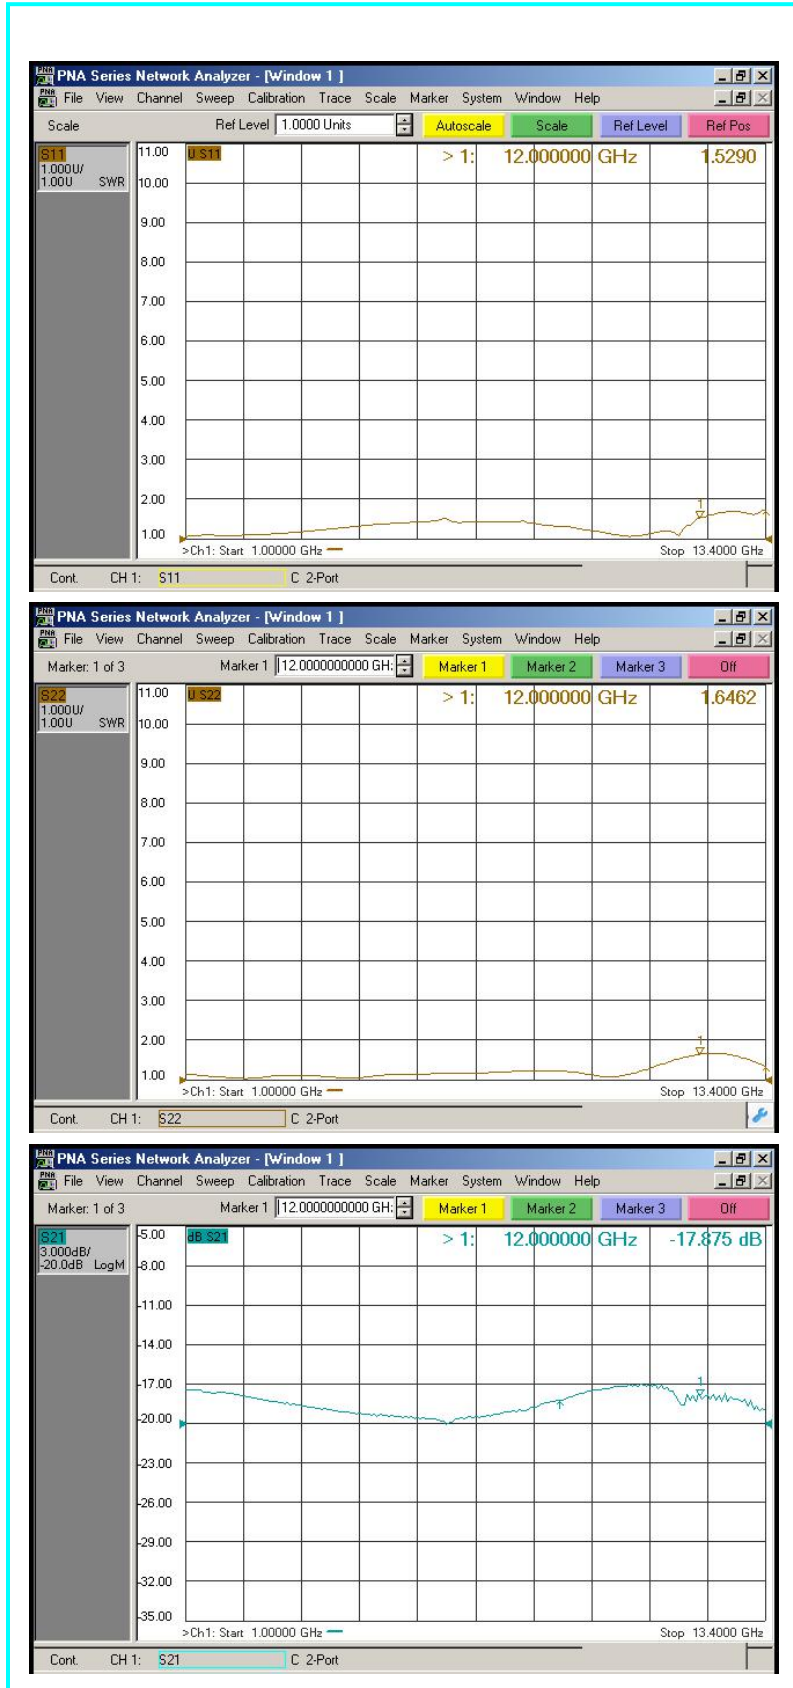 PNA Series Network Analyzer - [Window 1 ]
File View Channel Sweep Calibration Trace Scale Marker System Window Help
Scale Ref Level 1.0000 Units Autoscale Scale Ref Level Ref Pos
S11 11.00 U S11 > 1: 12.000000 GHz 1.5290
1.000U/
1.00U SWR 10.00
9.00
8.00
7.00
6.00
5.00
4.00
3.00
2.00 1
1.00
>Ch1: Start 1.00000 GHz Stop 13.4000 GHz
Cont. CH 1: S11 C 2-Port
PNA Series Network Analyzer - [Window 1 ]
File View Channel Sweep Calibration Trace Scale Marker System Window Help
Marker: 1 of 3 Marker 1 12.0000000000 GH: Marker 1 Marker 2 Marker 3 Off
S22 11.00 U S22 > 1: 12.000000 GHz 1.6462
1.000U/
1.00U SWR 10.00
9.00
8.00
7.00
6.00
5.00
4.00
3.00
2.00 1
1.00
>Ch1: Start 1.00000 GHz Stop 13.4000 GHz
Cont. CH 1: S22 C 2-Port
PNA Series Network Analyzer - [Window 1 ]
File View Channel Sweep Calibration Trace Scale Marker System Window Help
Marker: 1 of 3 Marker 1 12.0000000000 GH: Marker 1 Marker 2 Marker 3 Off
S21 -5.00 dB S21 > 1: 12.000000 GHz -17.875 dB
3.000dB/
-20.0dB LogM -8.00
-11.00
-14.00
-17.00 1
-20.00
-23.00
-26.00
-29.00
-32.00
-35.00
>Ch1: Start 1.00000 GHz Stop 13.4000 GHz
Cont. CH 1: S21 C 2-Port